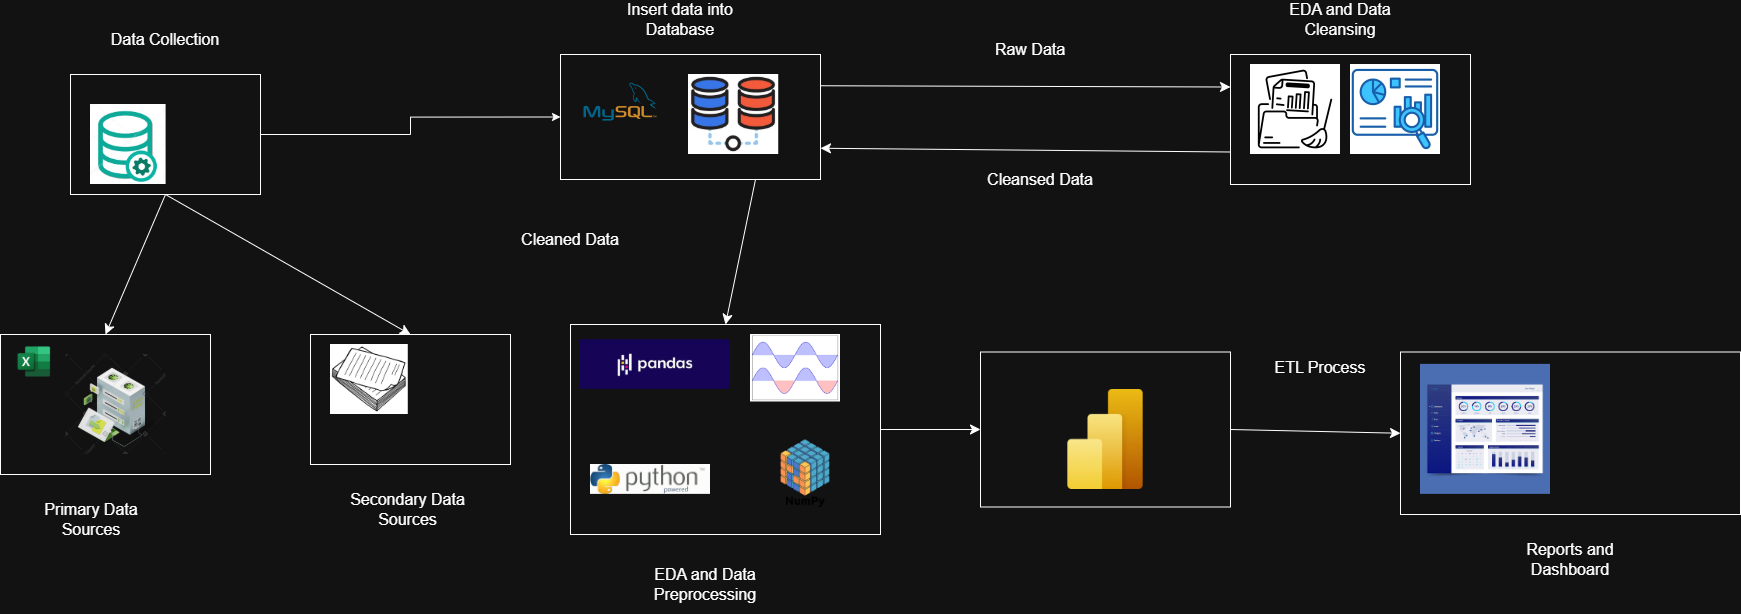 Insert data into
Database
EDA and Data
Cleansing
Data Collection
Raw Data
MySQL
Cleansed Data
Cleaned Data
X
pandas
ETL Process
python
powered
NumPy
Primary Data
Sources
Secondary Data
Sources
EDA and Data
Preprocessing
Reports and
Dashboard